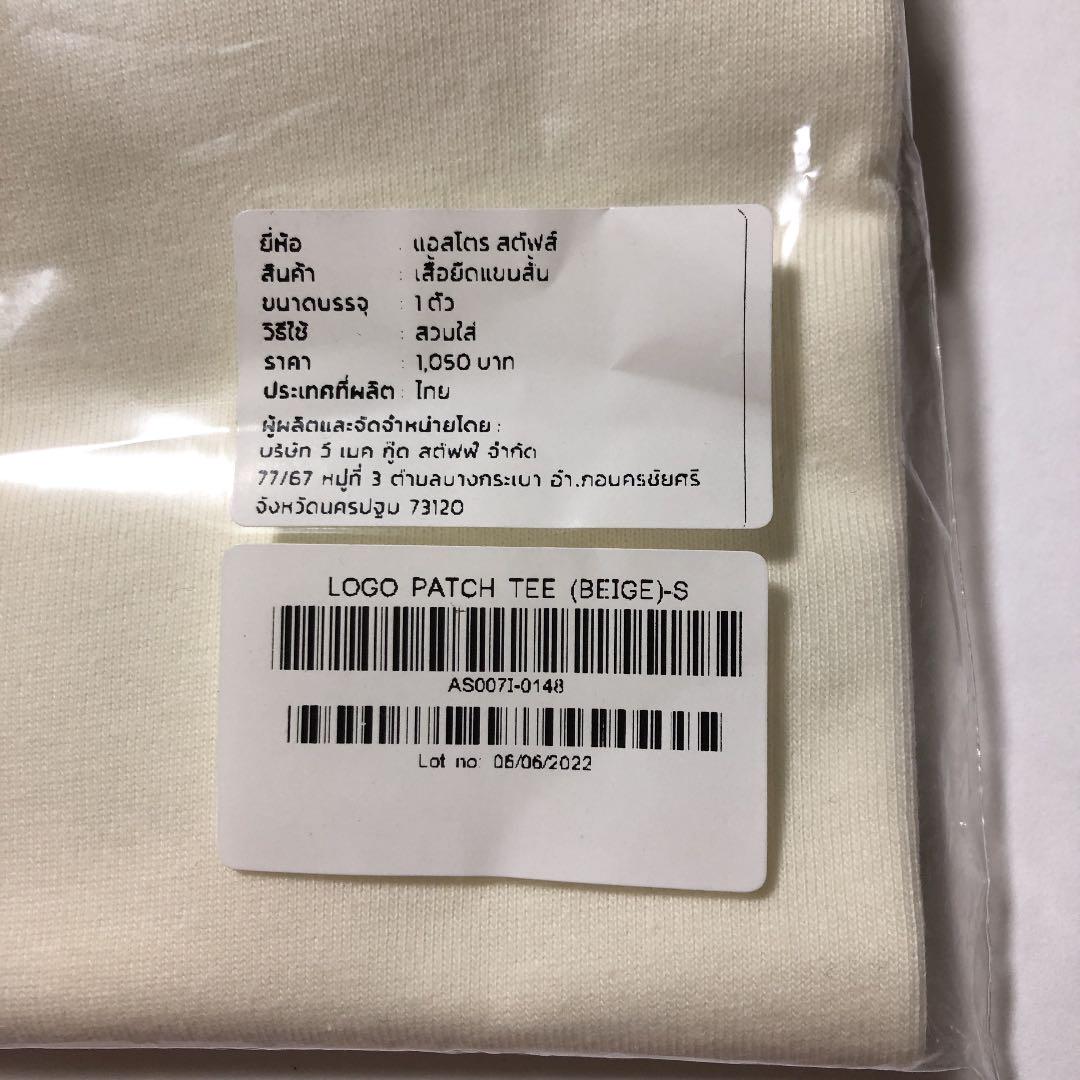 ยี่ห้อ : แอสโตร สตัฟส์
สินค้า : เสื้อยืดแขนสั้น
ขนาดบรรจุ : 1 ตัว
วิธีใช้ : สวมใส่
ราคา : 1,050 บาท
ประเทศที่ผลิต : ไทย
ผู้ผลิตและจัดจำหน่ายโดย :
บริษัท วี เมค กู๊ด สตัฟฟ์ จำกัด
77/67 หมู่ที่ 3 ตำบลบางกระเบา อำเภอนครชัยศรี
จังหวัดนครปฐม 73120
LOGO PATCH TEE (BEIGE)-S
AS007I-0148
Lot no: 06/06/2022